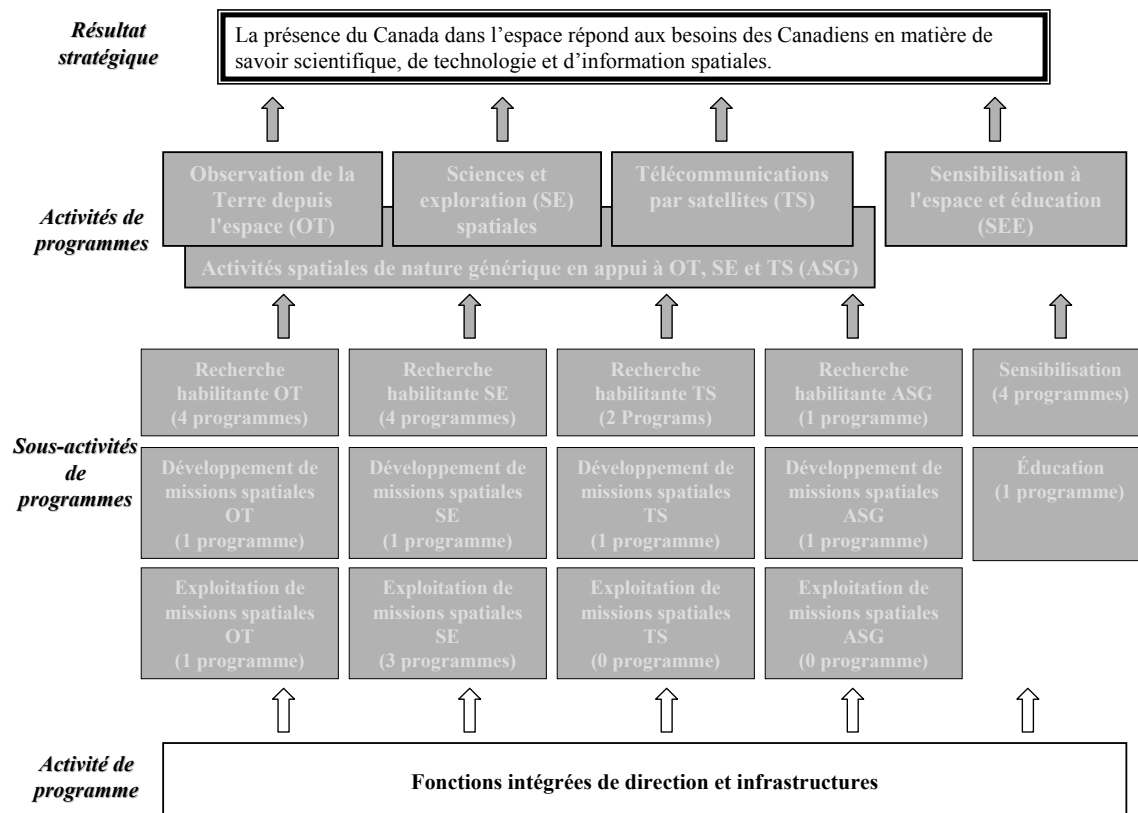 Résultat
stratégique
La présence du Canada dans l’espace répond aux besoins des Canadiens en matière de
savoir scientifique, de technologie et d’information spatiales.
Activités de
programmes
Observation de la
Terre depuis
l'espace (OT)
Sciences et
exploration (SE)
spatiales
Télécommunications
par satellites (TS)
Sensibilisation à
l'espace et éducation
(SEE)
Activités spatiales de nature générique en appui à OT, SE et TS (ASG)
Sous-activités
de
programmes
Recherche
habilitante OT
(4 programmes)
Recherche
habilitante SE
(4 programmes)
Recherche
habilitante TS
(2 Programs)
Recherche
habilitante ASG
(1 programme)
Sensibilisation
(4 programmes)
Développement de
missions spatiales
OT
(1 programme)
Développement de
missions spatiales
SE
(1 programme)
Développement de
missions spatiales
TS
(1 programme)
Développement de
missions spatiales
ASG
(1 programme)
Éducation
(1 programme)
Exploitation de
missions spatiales
OT
(1 programme)
Exploitation de
missions spatiales
SE
(3 programmes)
Exploitation de
missions spatiales
TS
(0 programme)
Exploitation de
missions spatiales
ASG
(0 programme)
Activité de
programme
Fonctions intégrées de direction et infrastructures